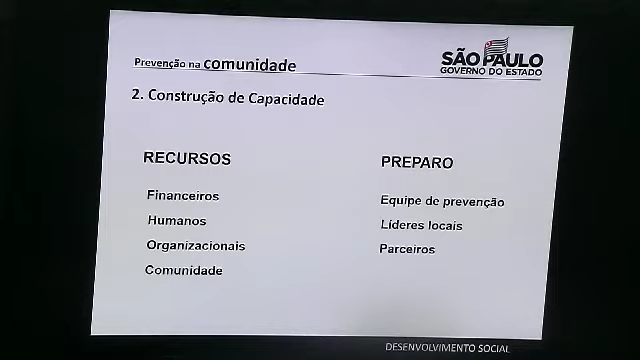 Prevenção na comunidade
SÃO PAULO
GOVERNO DO ESTADO
2. Construção de Capacidade
RECURSOS
Financeiros
Humanos
Organizacionais
Comunidade
PREPARO
Equipe de prevenção
Líderes locais
Parceiros
DESENVOLVIMENTO SOCIAL